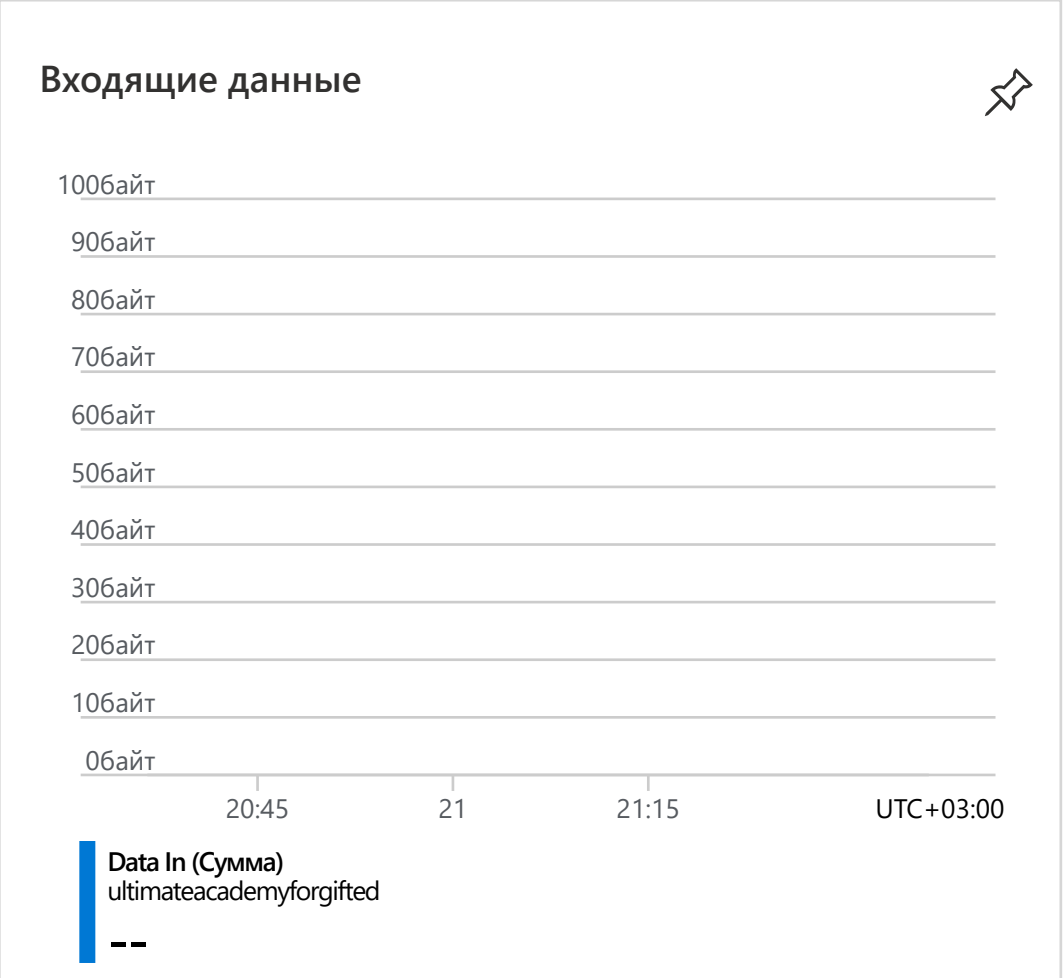 Входящие данные
100байт
90байт
80байт
70байт
60байт
50байт
40байт
30байт
20байт
10байт
0байт
20:45 21 21:15 UTC+03:00
Data In (Сумма)
ultimateacademyforgifted
--